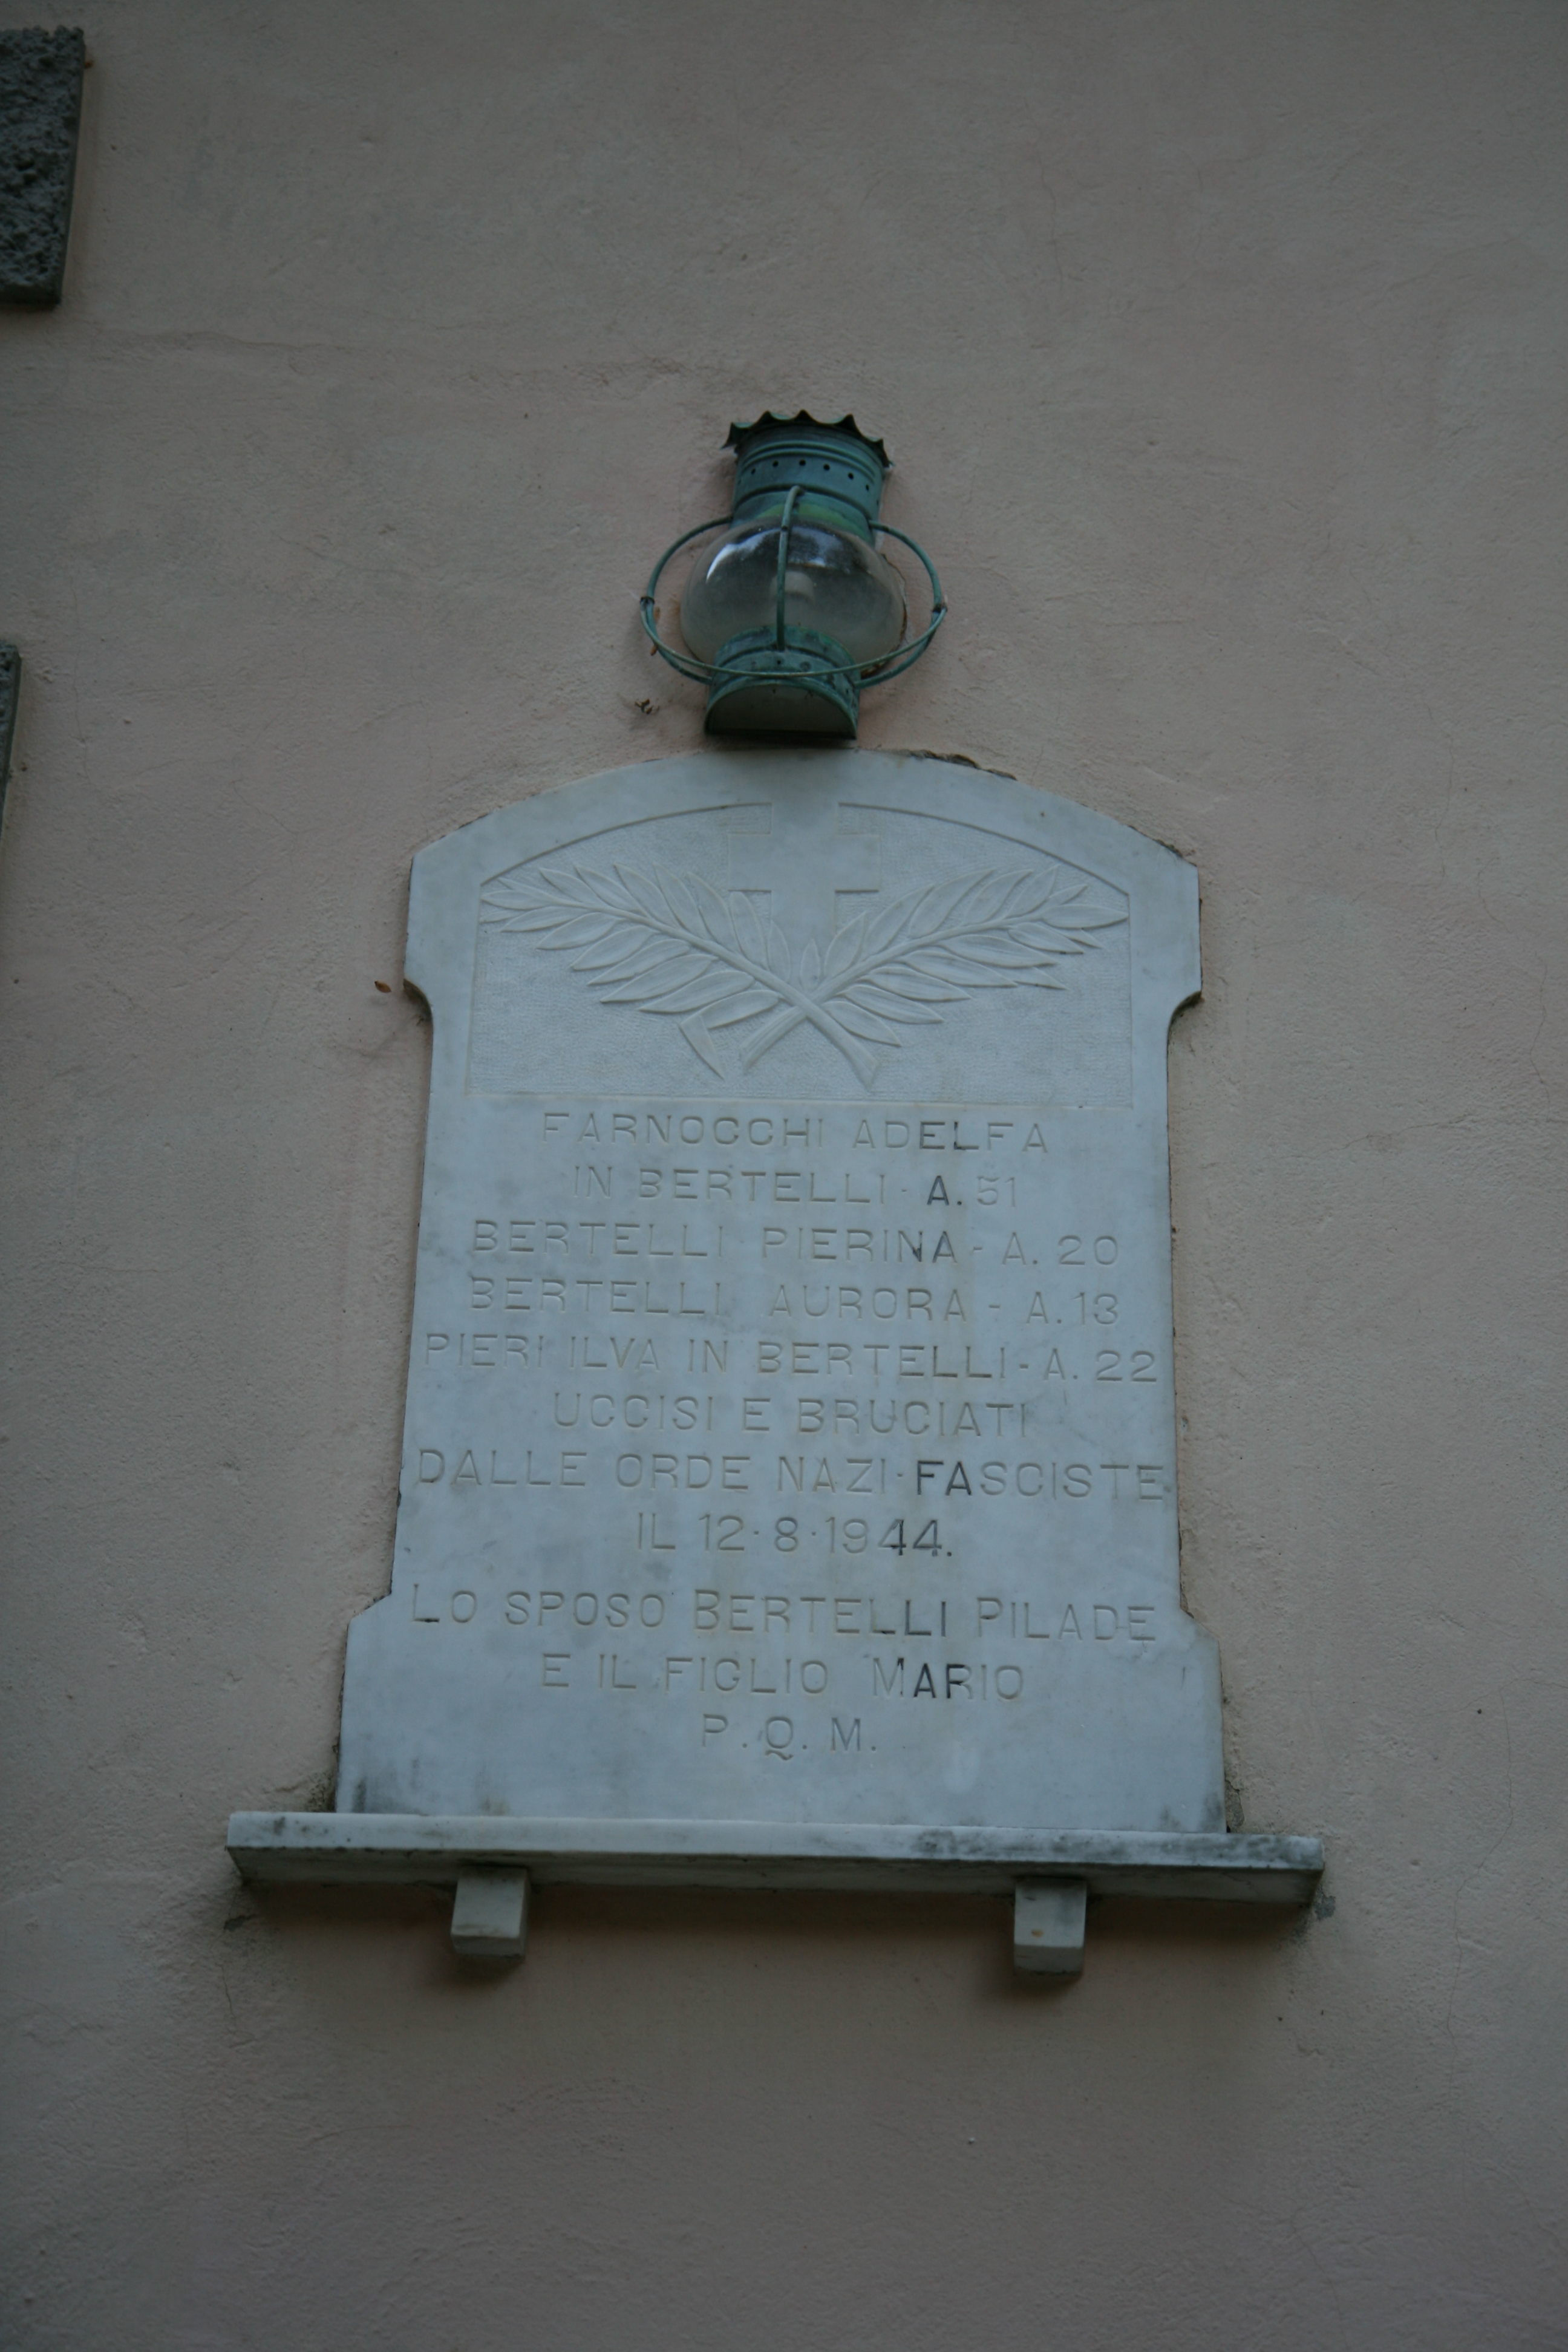 FARNOCCHI ADELFA
IN BERTELLI - A. 51
BERTELLI PIERINA - A. 20
BERTELLI AURORA - A. 13
PIERI ILVA IN BERTELLI - A. 22
UCCISI E BRUCIATI
DALLE ORDE NAZI-FASCISTE
IL 12·8·1944.
LO SPOSO BERTELLI PILADE
E IL FIGLIO MARIO
P. Q. M.